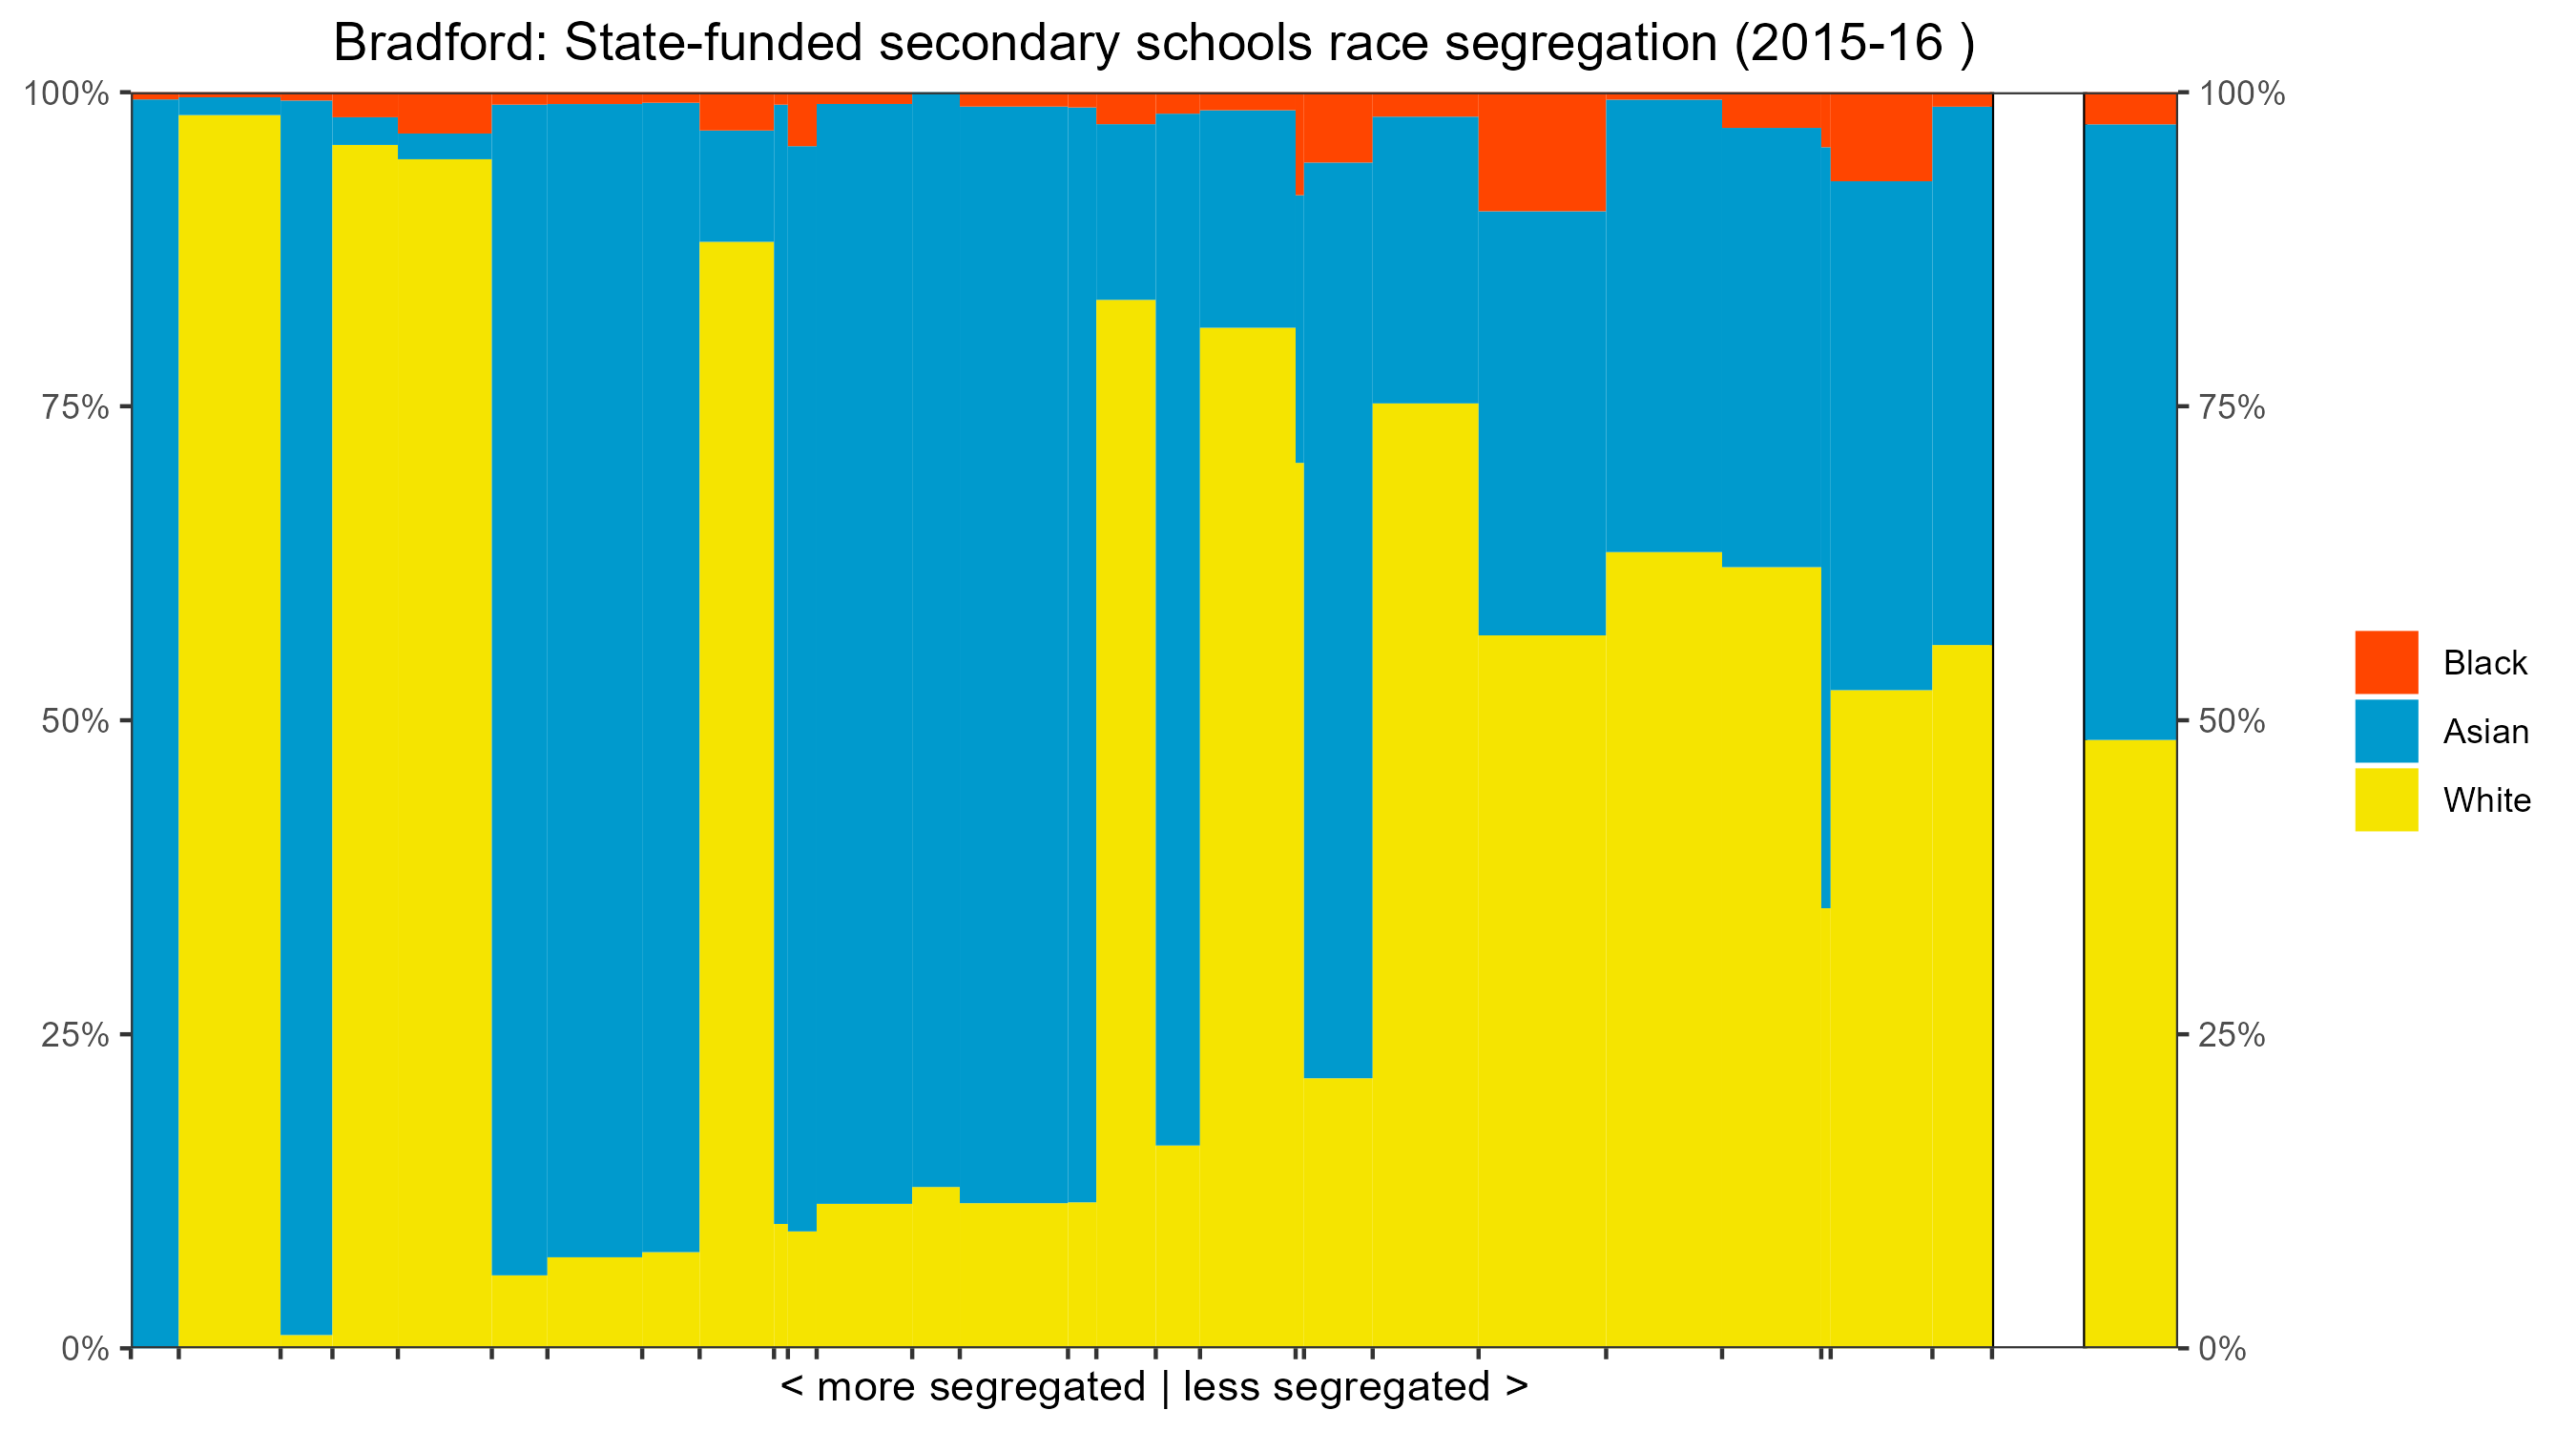 Bradford: State-funded secondary schools race segregation (2015-16 )
100%
75%
50%
25%
0%
100%
75%
50%
25%
0%
Black
Asian
White
< more segregated | less segregated >